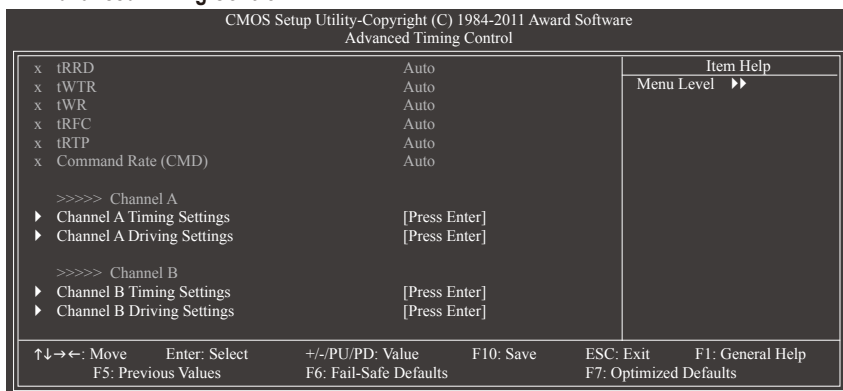 CMOS Setup Utility-Copyright (C) 1984-2011 Award Software
Advanced Timing Control
x tRRD Auto
x tWTR Auto
x tWR Auto
x tRFC Auto
x tRTP Auto
x Command Rate (CMD) Auto
>>>>> Channel A
Channel A Timing Settings [Press Enter]
Channel A Driving Settings [Press Enter]
>>>>> Channel B
Channel B Timing Settings [Press Enter]
Channel B Driving Settings [Press Enter]
Item Help
Menu Level
↑↓→←: Move Enter: Select +/-/PU/PD: Value F10: Save ESC: Exit F1: General Help
F5: Previous Values F6: Fail-Safe Defaults F7: Optimized Defaults